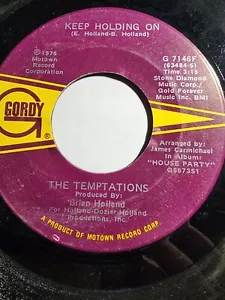 KEEP HOLDING ON
(E. Holland-B. Holland)
℗ 1975
Motown
Record
Corporation
G 7146F
(63484-S)
Time 3:15
Stone Diamond
Music Corp./
Gold Forever
Music Inc. BMI
GORDY
G
Arranged by:
James Carmichael
In Album:
"HOUSE PARTY"
G6973S1
THE TEMPTATIONS
Produced By:
Brian Holland
For Holland-Dozier-Holland
Productions, Inc.
A PRODUCT OF MOTOWN RECORD CORP.